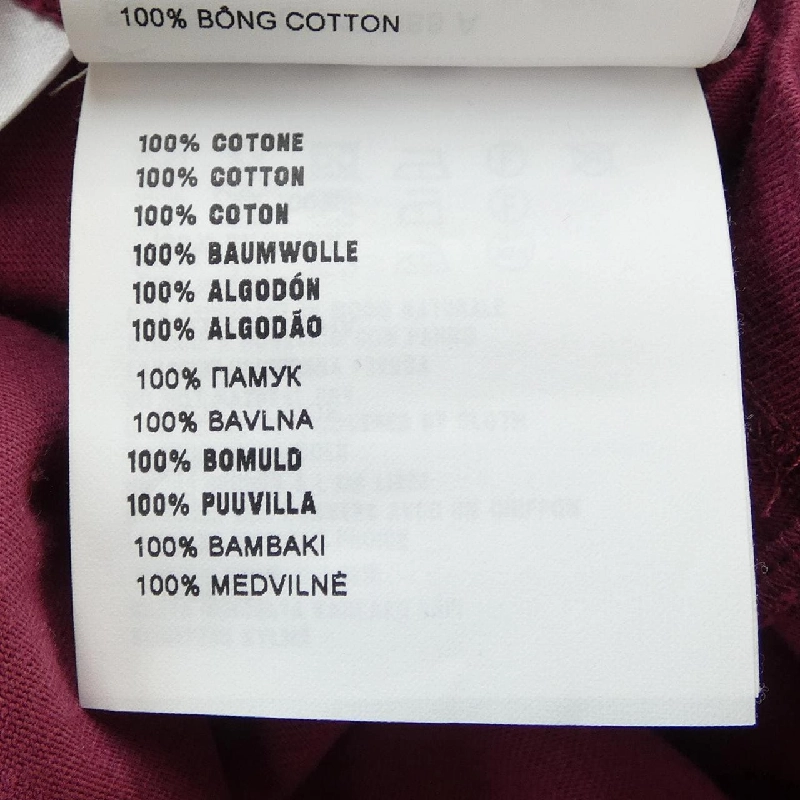 100% BÔNG COTTON
100% COTONE
100% COTTON
100% COTON
100% BAUMWOLLE
100% ALGODÓN
100% ALGODÃO
100% ПАМУК
100% BAVLNA
100% BOMULD
100% PUUVILLA
100% BAMBAKI
100% MEDVILNĖ